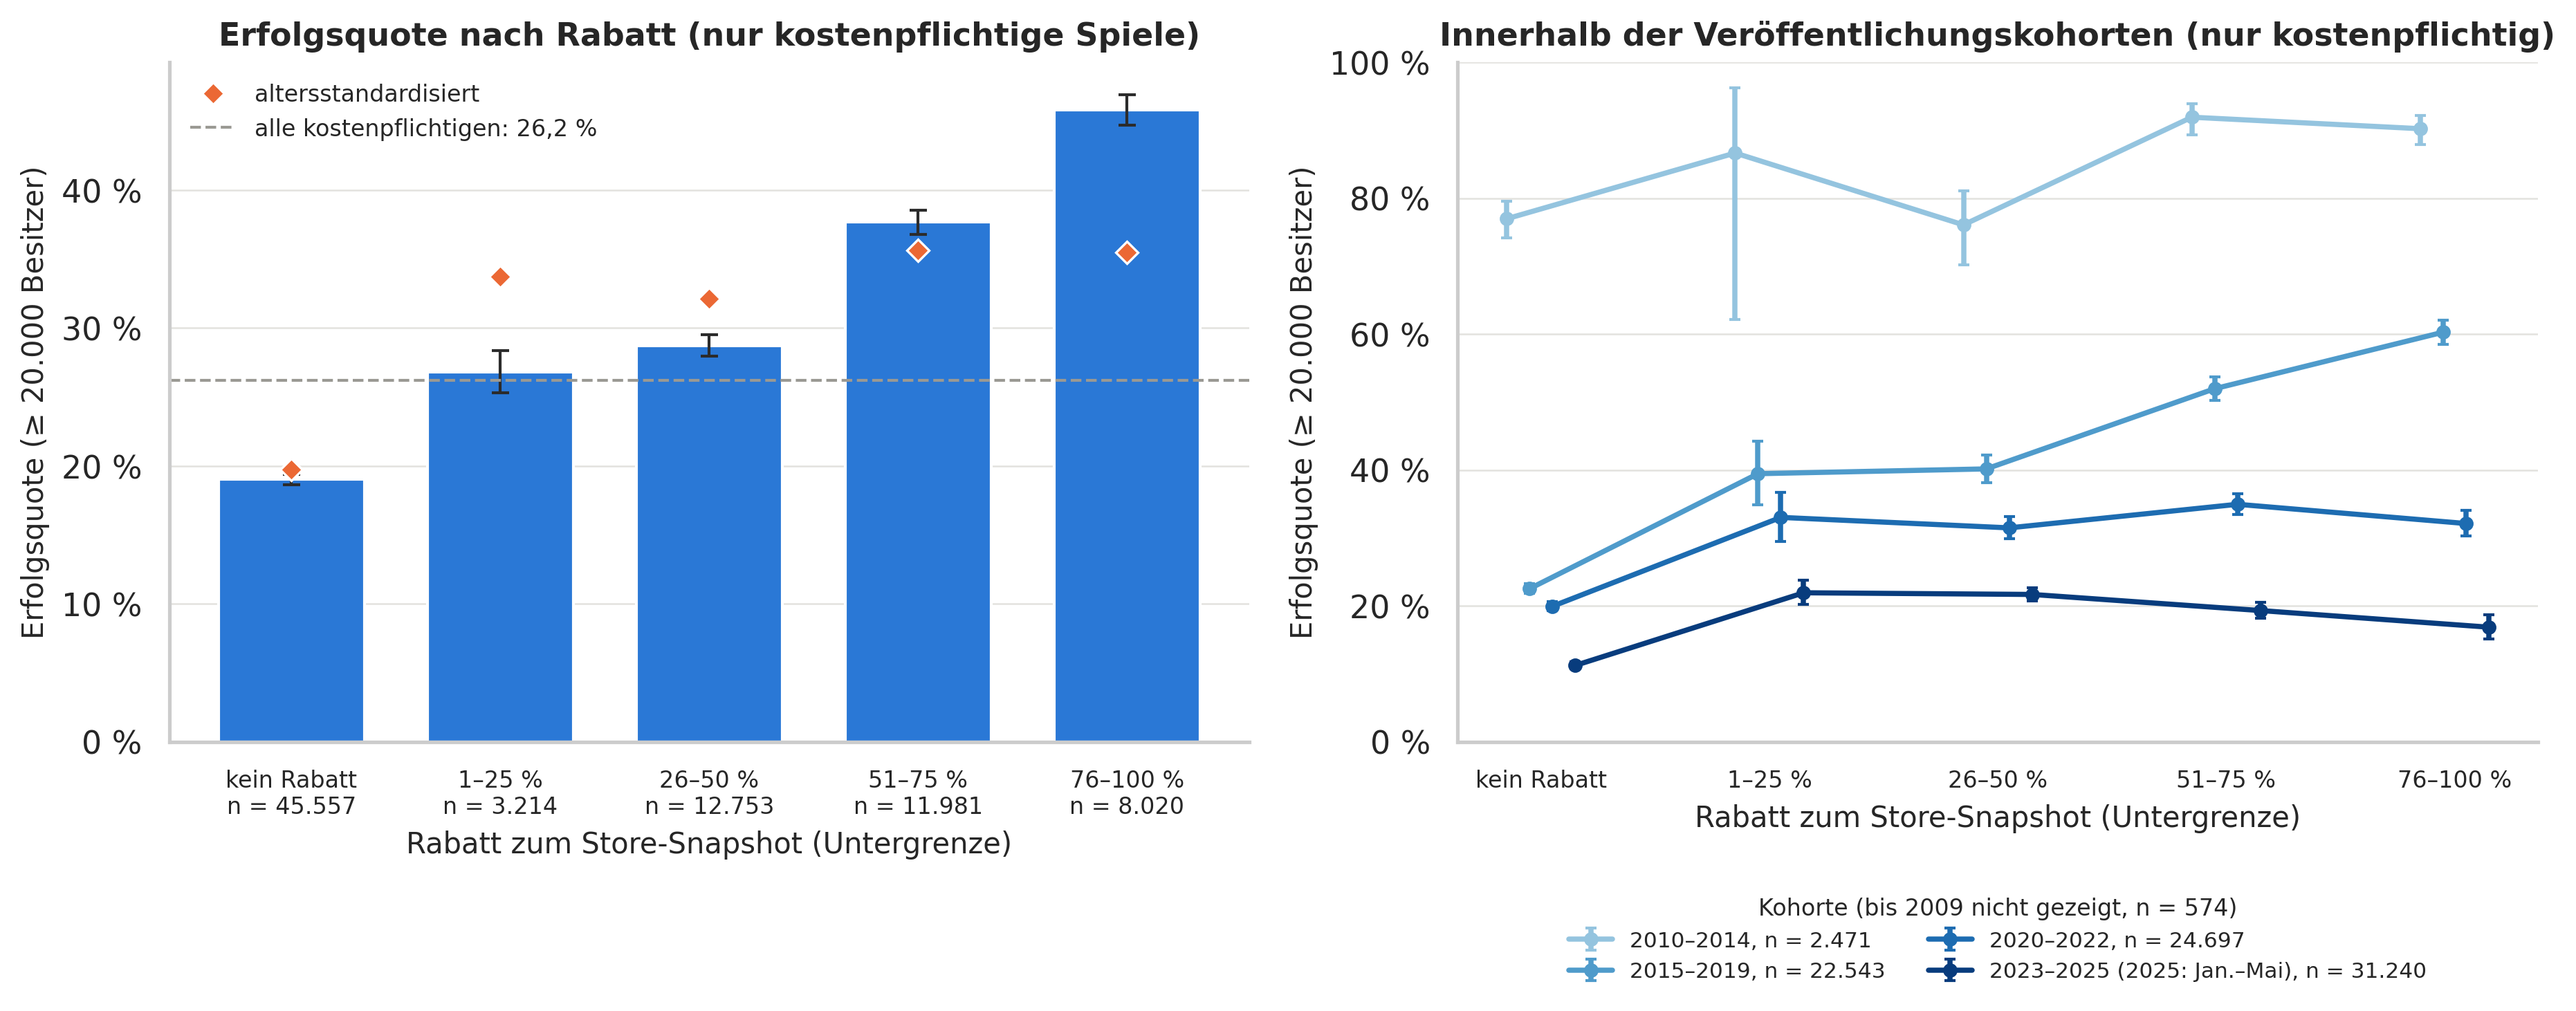 Erfolgsquote nach Rabatt (nur kostenpflichtige Spiele)
altersstandardisiert
alle kostenpflichtigen: 26,2 %
Erfolgsquote (≥ 20.000 Besitzer)
40 %
30 %
20 %
10 %
0 %
kein Rabatt
n = 45.557
1–25 %
n = 3.214
26–50 %
n = 12.753
51–75 %
n = 11.981
76–100 %
n = 8.020
Rabatt zum Store-Snapshot (Untergrenze)
Innerhalb der Veröffentlichungskohorten (nur kostenpflichtig)
Erfolgsquote (≥ 20.000 Besitzer)
100 %
80 %
60 %
40 %
20 %
0 %
kein Rabatt
1–25 %
26–50 %
51–75 %
76–100 %
Rabatt zum Store-Snapshot (Untergrenze)
Kohorte (bis 2009 nicht gezeigt, n = 574)
2010–2014, n = 2.471
2015–2019, n = 22.543
2020–2022, n = 24.697
2023–2025 (2025: Jan.–Mai), n = 31.240